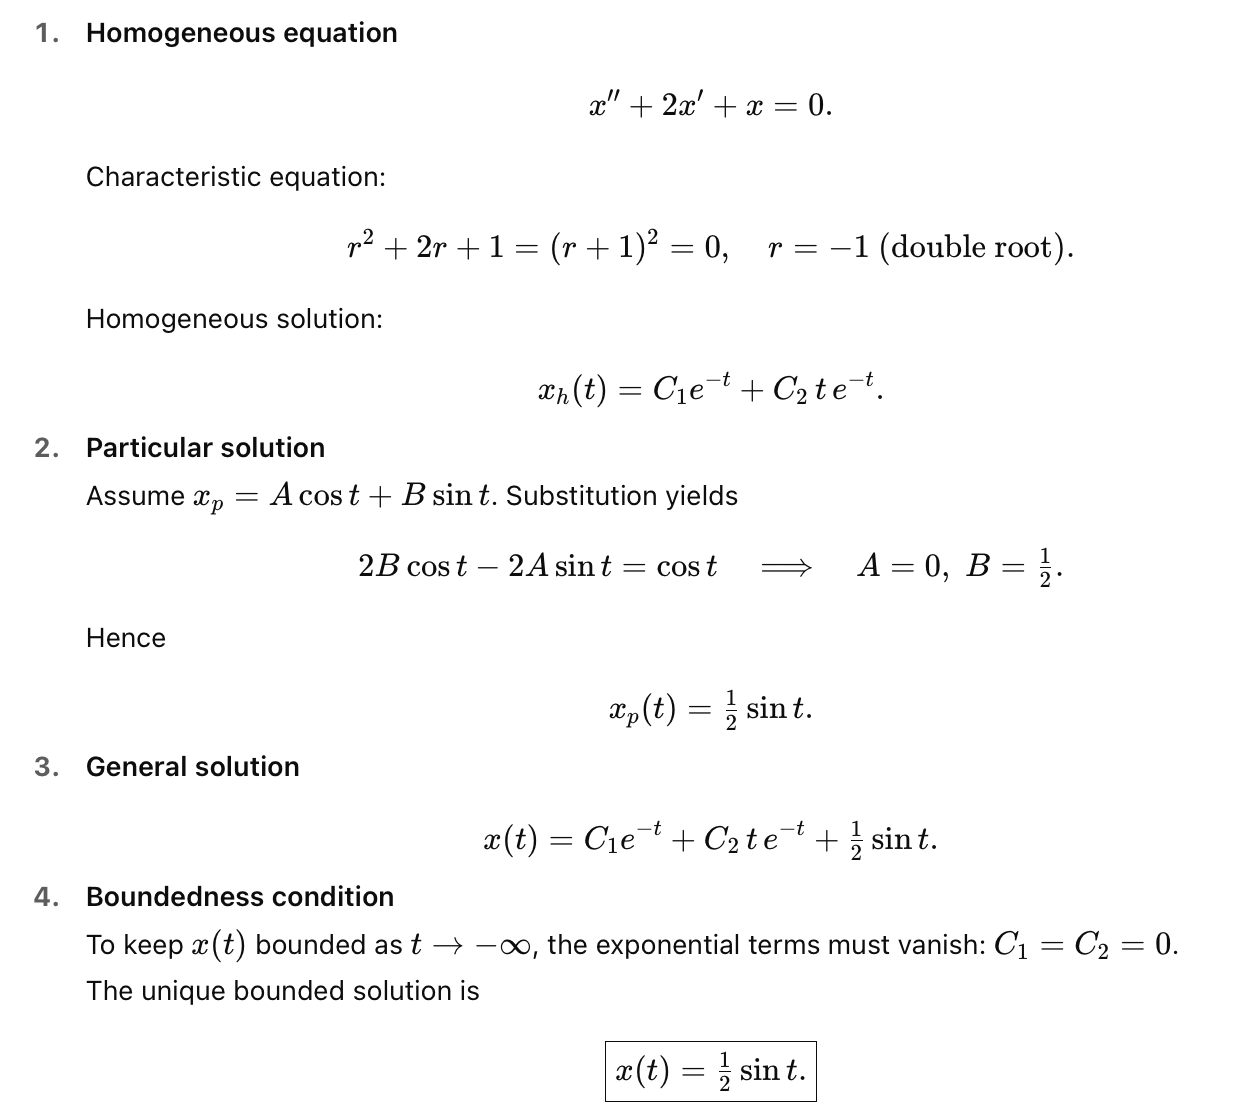 1. Homogeneous equation
x′′ + 2x′ + x = 0.
Characteristic equation:
r² + 2r + 1 = (r + 1)² = 0, r = −1 (double root).
Homogeneous solution:
xₕ(t) = C₁e⁻ᵗ + C₂ t e⁻ᵗ.
2. Particular solution
Assume xₚ = A cos t + B sin t. Substitution yields
2B cos t − 2A sin t = cos t ⟹ A = 0, B = ½.
Hence
xₚ(t) = ½ sin t.
3. General solution
x(t) = C₁e⁻ᵗ + C₂ t e⁻ᵗ + ½ sin t.
4. Boundedness condition
To keep x(t) bounded as t → −∞, the exponential terms must vanish: C₁ = C₂ = 0.
The unique bounded solution is
x(t) = ½ sin t.